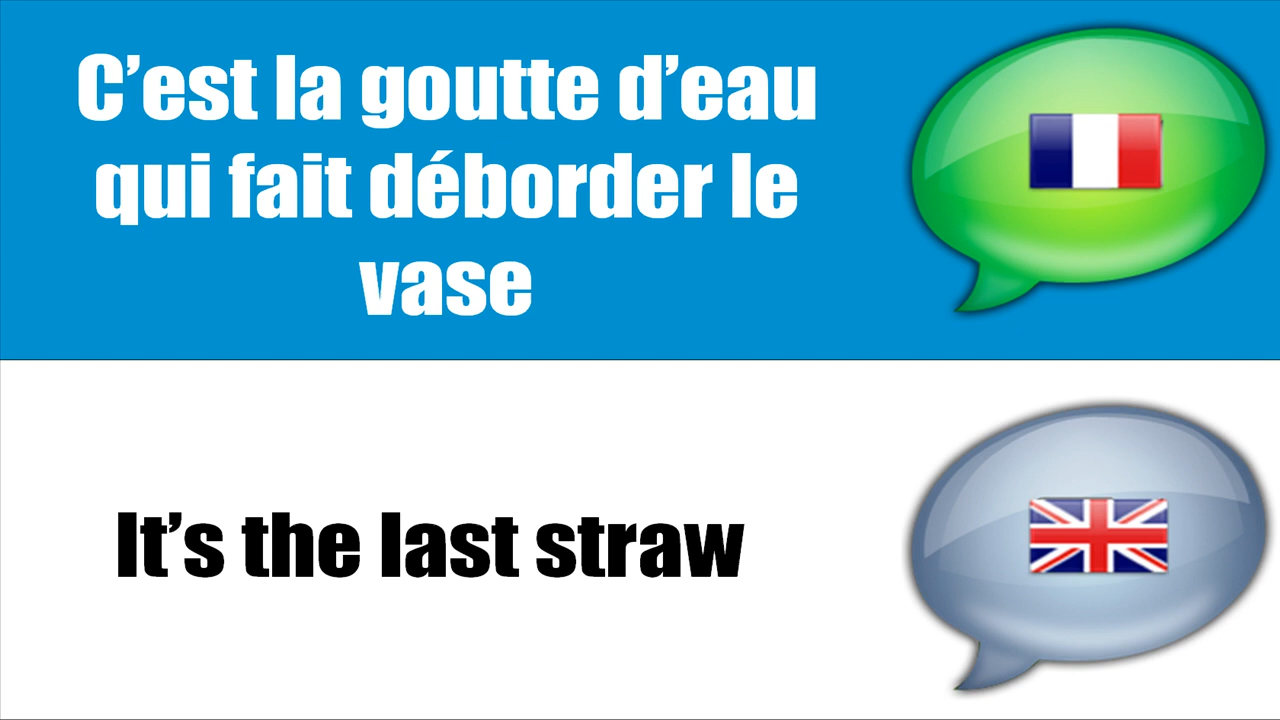 C’est la goutte d’eau
qui fait déborder le
vase
It’s the last straw